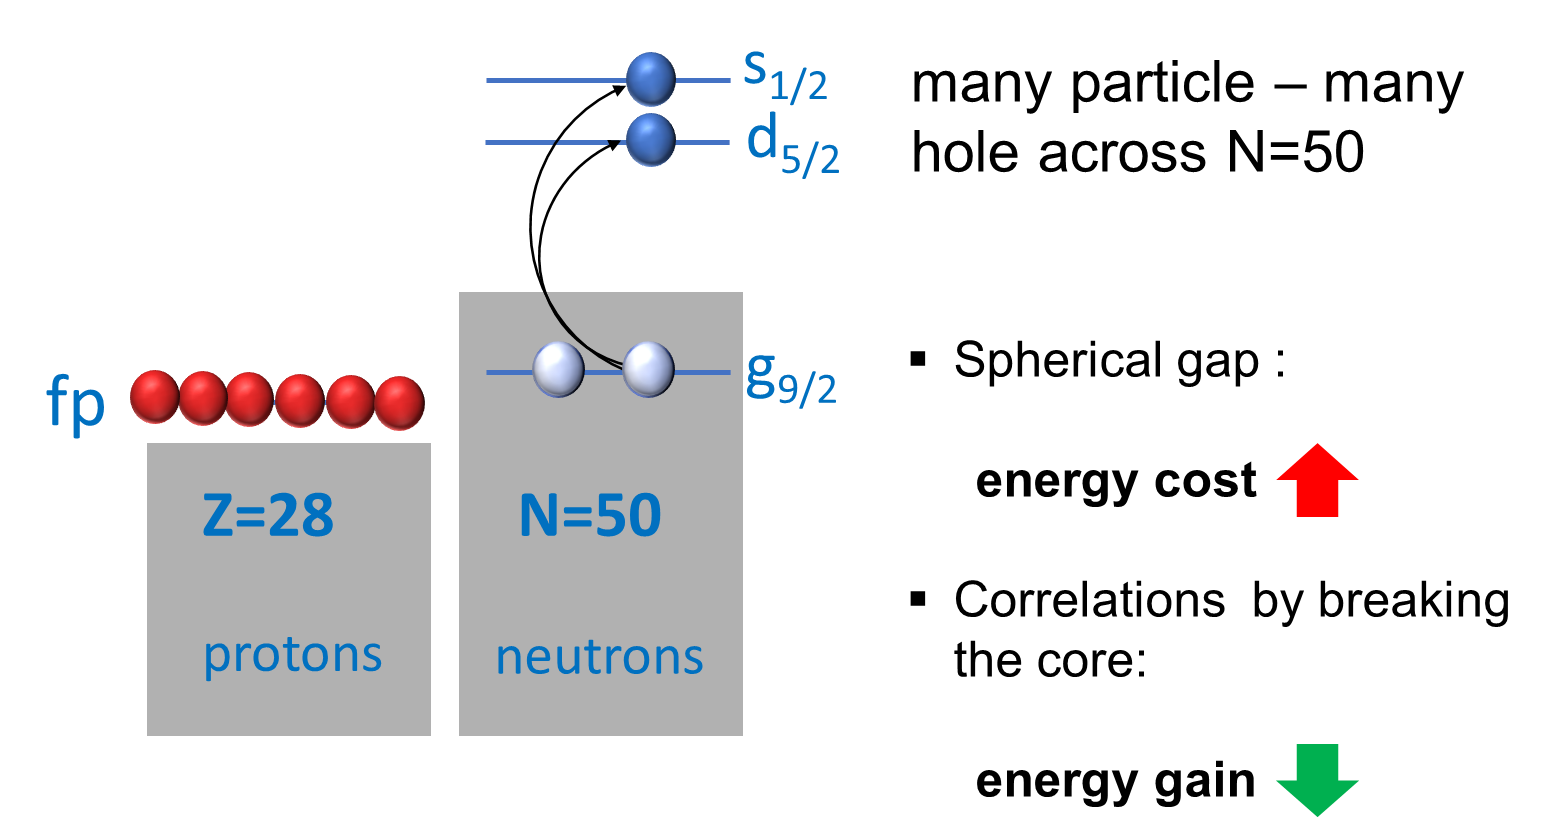 s1/2
d5/2
g9/2
fp
Z=28
protons
N=50
neutrons
many particle – many
hole across N=50
▪ Spherical gap :
energy cost
▪ Correlations by breaking
the core:
energy gain